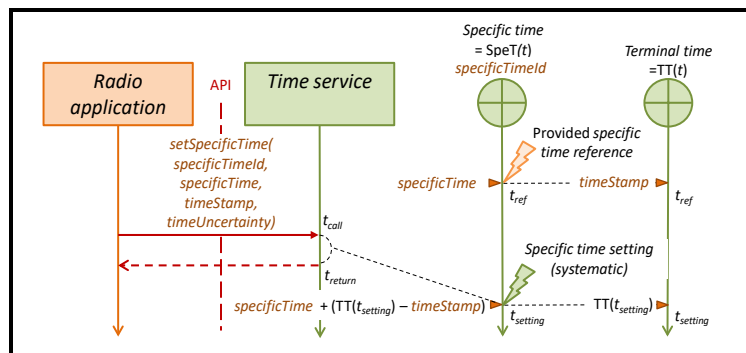 Specific time
= SpeT(t)
specificTimeId
Terminal time
=TT(t)
Radio
application
API
Time service
setSpecificTime(
specificTimeId,
specificTime,
timeStamp,
timeUncertainty)
Provided specific
time reference
specificTime
timeStamp
t_ref
t_ref
t_call
t_return
Specific time setting
(systematic)
specificTime + (TT(t_setting) – timeStamp)
TT(t_setting)
t_setting
t_setting